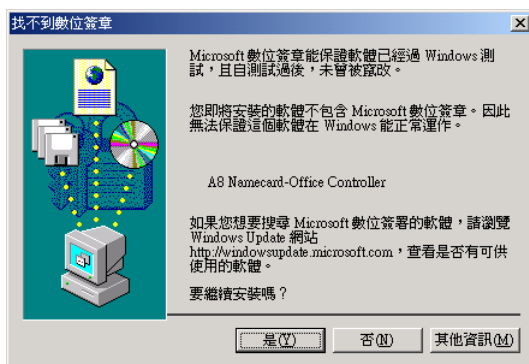 找不到數位簽章
Microsoft 數位簽章能保證軟體已經過 Windows 測
試，且自測試過後，未曾被竄改。
您即將安裝的軟體不包含 Microsoft 數位簽章。因此
無法保證這個軟體在 Windows 能正常運作。
A8 Namecard-Office Controller
如果您想要搜尋 Microsoft 數位簽署的軟體，請瀏覽
Windows Update 網站
http://windowsupdate.microsoft.com，查看是否有可供
使用的軟體。
要繼續安裝嗎？
是(Y)
否(N)
其他資訊(M)